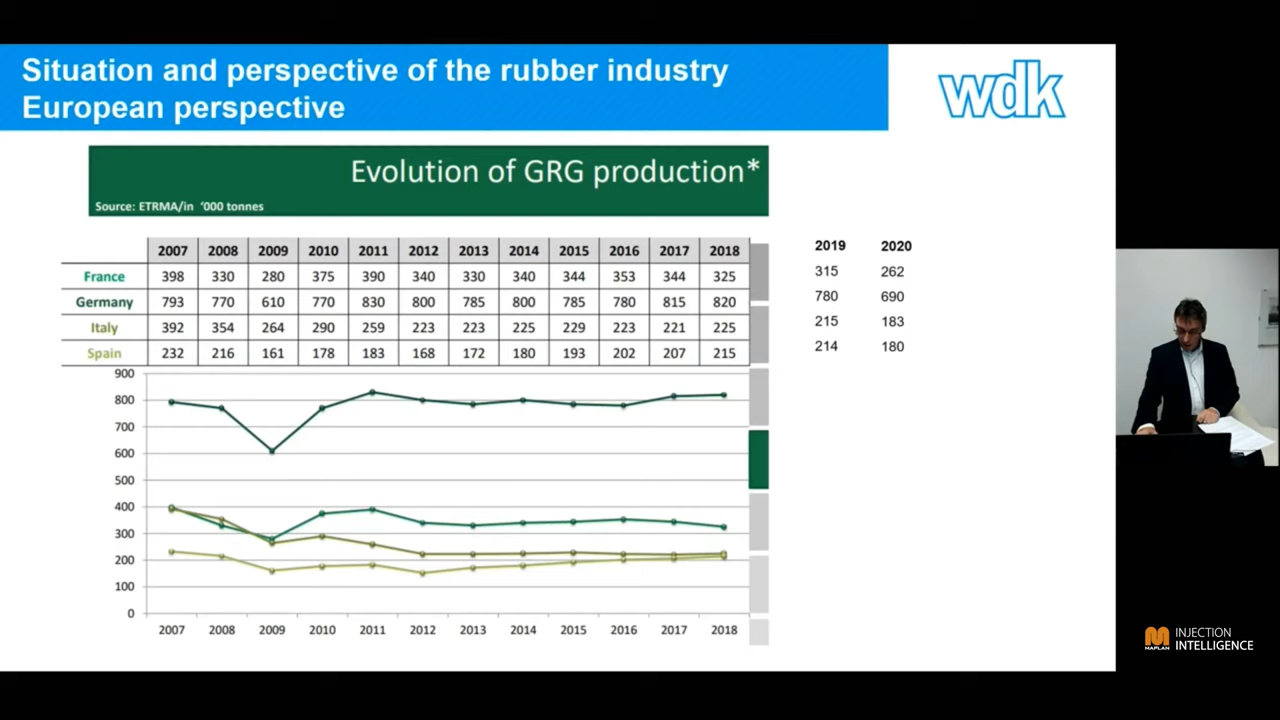 Situation and perspective of the rubber industry
European perspective
wdk
Evolution of GRG production*
Source: ETRMA/in ‘000 tonnes
2007 2008 2009 2010 2011 2012 2013 2014 2015 2016 2017 2018 2019 2020
France 398 330 280 375 390 340 330 340 344 353 344 325 315 262
Germany 793 770 610 770 830 800 785 800 785 780 815 820 780 690
Italy 392 354 264 290 259 223 223 225 229 223 221 225 215 183
Spain 232 216 161 178 183 168 172 180 193 202 207 215 214 180
900
800
700
600
500
400
300
200
100
0
2007 2008 2009 2010 2011 2012 2013 2014 2015 2016 2017 2018
MAPLAN
INJECTION
INTELLIGENCE